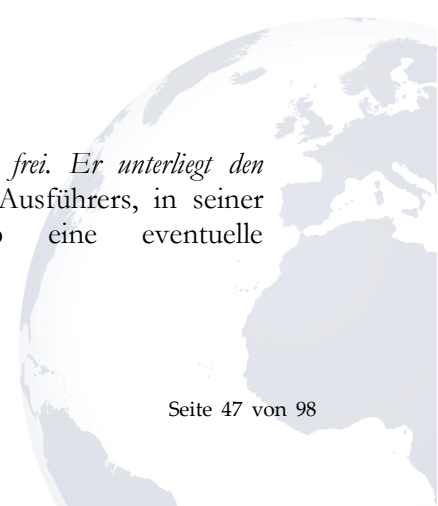 frei. Er unterliegt den
Ausführers, in seiner
eine eventuelle
Seite 47 von 98